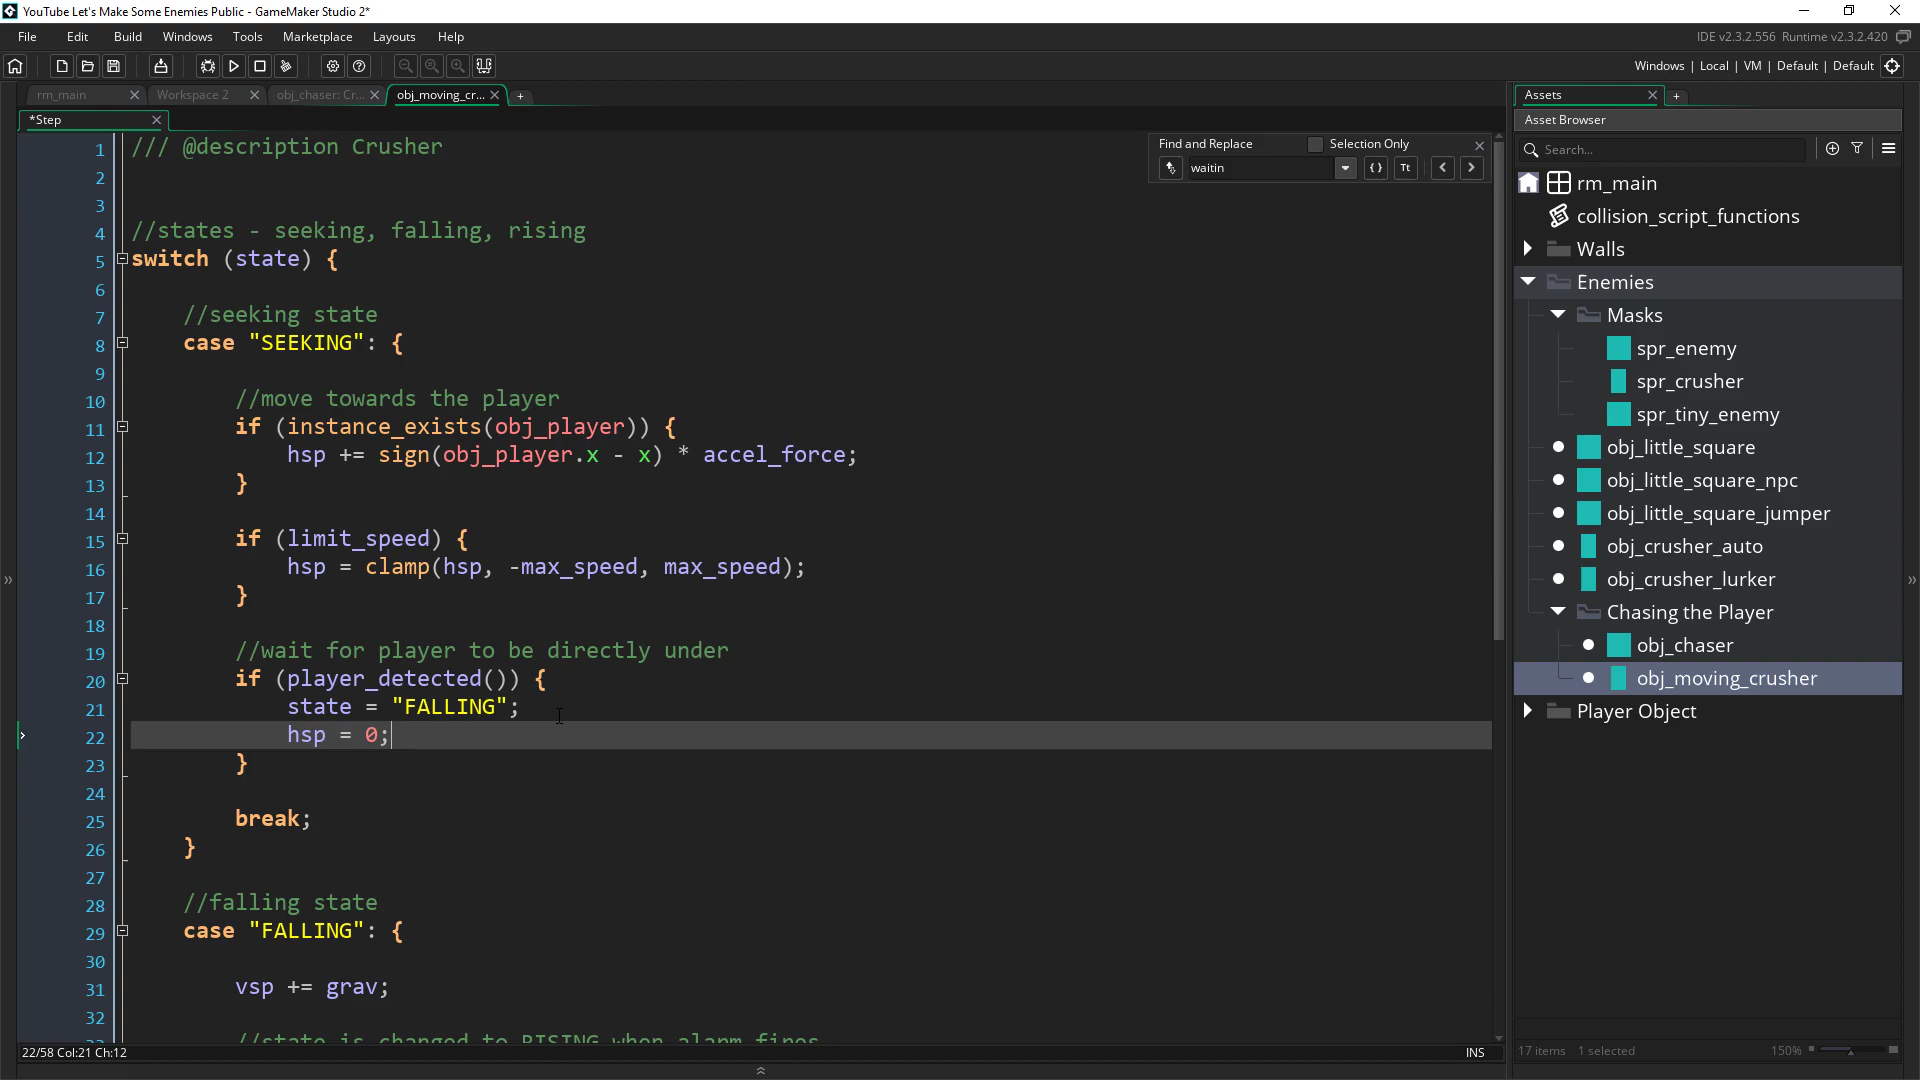 YouTube Let's Make Some Enemies Public - GameMaker Studio 2*
File Edit Build Windows Tools Marketplace Layouts Help
IDE v2.3.2.556 Runtime v2.3.2.420
Windows | Local | VM | Default | Default
rm_main
Workspace 2
obj_chaser: Cr...
obj_moving_cr...
Assets
*Step
Asset Browser
Find and Replace
Selection Only
waitin
Tt
Search...
1 /// @description Crusher
2
3
4 //states - seeking, falling, rising
5 switch (state) {
6
7 //seeking state
8 case "SEEKING": {
9
10 //move towards the player
11 if (instance_exists(obj_player)) {
12 hsp += sign(obj_player.x - x) * accel_force;
13 }
14
15 if (limit_speed) {
16 hsp = clamp(hsp, -max_speed, max_speed);
17 }
18
19 //wait for player to be directly under
20 if (player_detected()) {
21 state = "FALLING";
22 hsp = 0;
23 }
24
25 break;
26 }
27
28 //falling state
29 case "FALLING": {
30
31 vsp += grav;
32
33 //state is changed to RISING when alarm fires
rm_main
collision_script_functions
Walls
Enemies
Masks
spr_enemy
spr_crusher
spr_tiny_enemy
obj_little_square
obj_little_square_npc
obj_little_square_jumper
obj_crusher_auto
obj_crusher_lurker
Chasing the Player
obj_chaser
obj_moving_crusher
Player Object
22/58 Col:21 Ch:12
INS
17 items 1 selected
150%